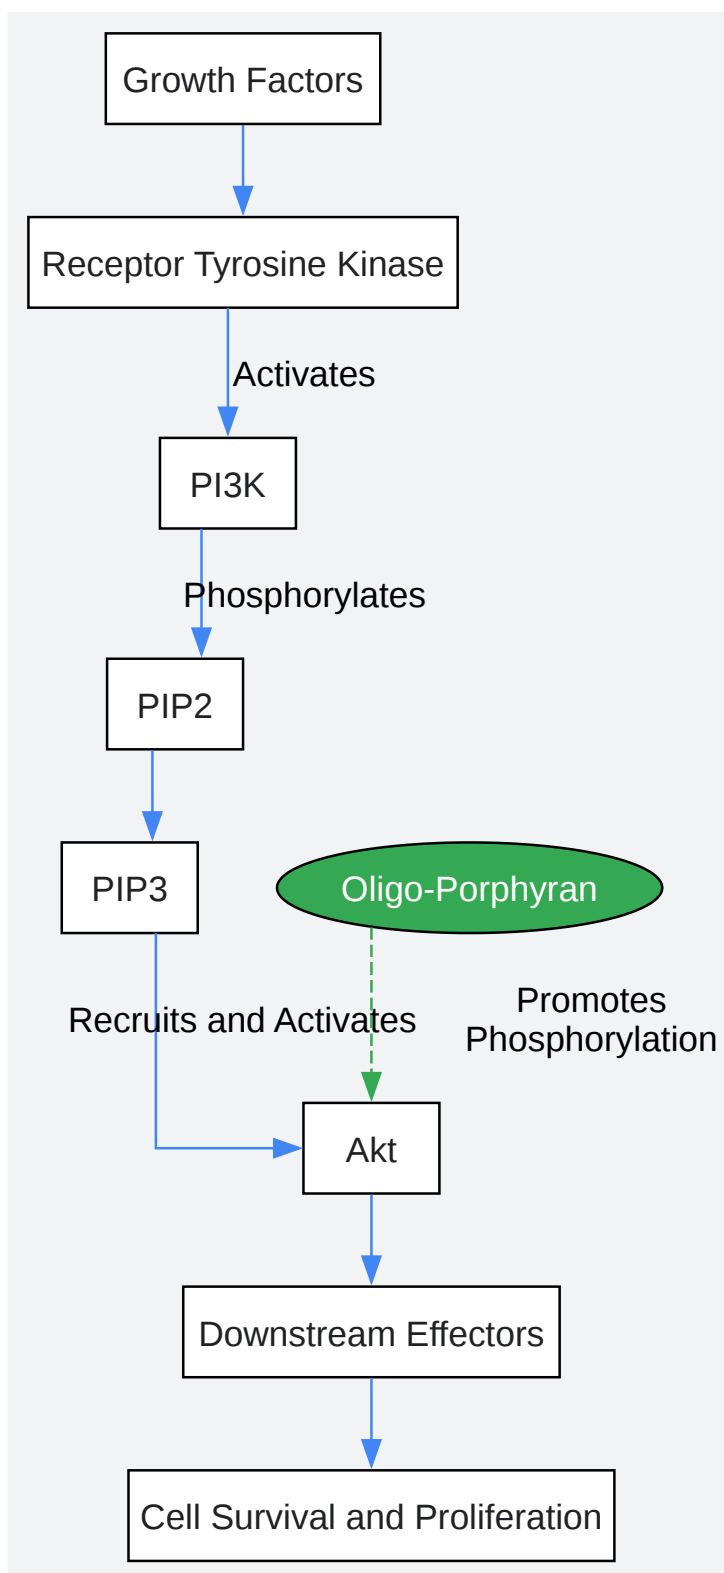 Growth Factors
Receptor Tyrosine Kinase
Activates
PI3K
Phosphorylates
PIP2
PIP3
Oligo-Porphyran
Recruits and Activates
Promotes
Phosphorylation
Akt
Downstream Effectors
Cell Survival and Proliferation